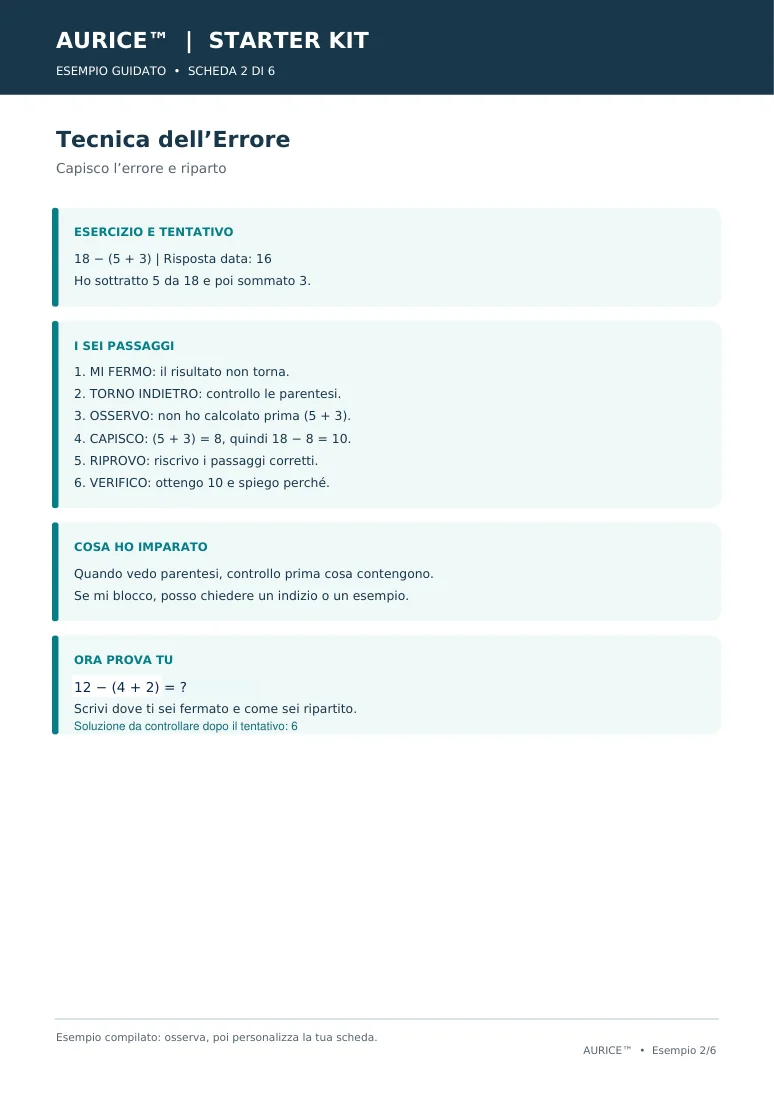 AURICE™ | STARTER KIT
ESEMPIO GUIDATO • SCHEDA 2 DI 6
Tecnica dell’Errore
Capisco l’errore e riparto
ESERCIZIO E TENTATIVO
18 − (5 + 3) | Risposta data: 16
Ho sottratto 5 da 18 e poi sommato 3.
I SEI PASSAGGI
1. MI FERMO: il risultato non torna.
2. TORNO INDIETRO: controllo le parentesi.
3. OSSERVO: non ho calcolato prima (5 + 3).
4. CAPISCO: (5 + 3) = 8, quindi 18 − 8 = 10.
5. RIPROVO: riscrivo i passaggi corretti.
6. VERIFICO: ottengo 10 e spiego perché.
COSA HO IMPARATO
Quando vedo parentesi, controllo prima cosa contengono.
Se mi blocco, posso chiedere un indizio o un esempio.
ORA PROVA TU
12 − (4 + 2) = ?
Scrivi dove ti sei fermato e come sei ripartito.
Soluzione da controllare dopo il tentativo: 6
Esempio compilato: osserva, poi personalizza la tua scheda.
AURICE™ • Esempio 2/6